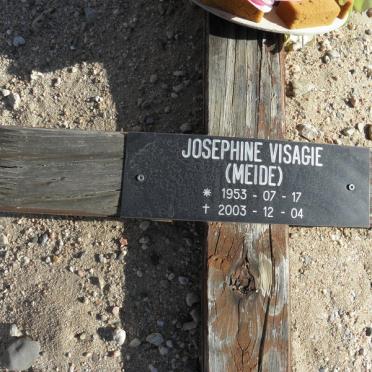 JOSEPHINE VISAGIE
(MEIDE)
* 1953 - 07 - 17
✝ 2003 - 12 - 04